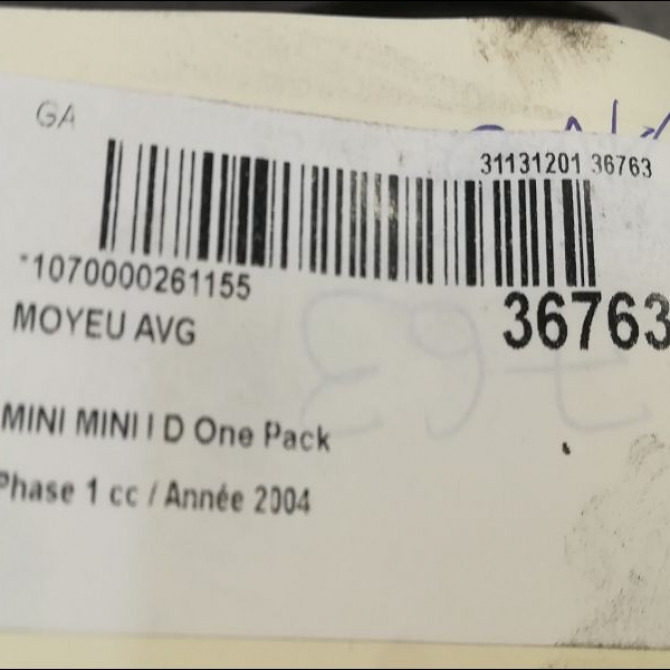 GA
31131201 36763
*1070000261155
36763
MOYEU AVG
MINI MINI I D One Pack
Phase 1 cc / Année 2004